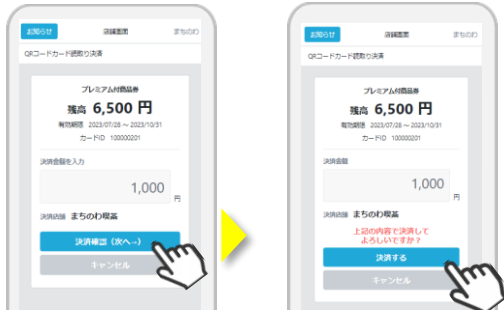 お知らせ 店舗画面 まちのわ
QRコードカード読取り決済
プレミアム付商品券
残高 6,500 円
有効期限 2023/07/28 ～ 2023/10/31
カードID 100000201
決済金額を入力
1,000 円
決済店舗 まちのわ喫茶
決済確認（次へ→）
キャンセル
お知らせ 店舗画面 まちのわ
QRコードカード読取り決済
プレミアム付商品券
残高 6,500 円
有効期限 2023/07/28 ～ 2023/10/31
カードID 100000201
決済金額
1,000 円
決済店舗 まちのわ喫茶
上記の内容で決済して
よろしいですか？
決済する
キャンセル